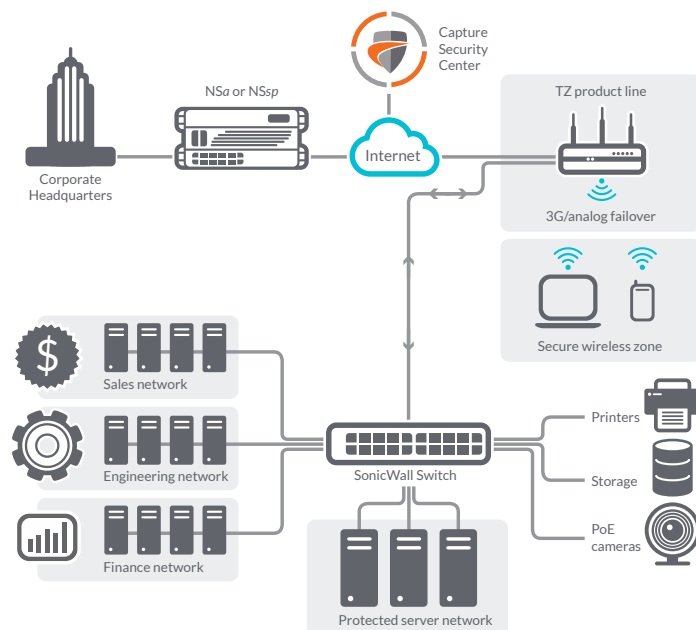 Capture
Security
Center
NSa or NSsp
TZ product line
Internet
Corporate
Headquarters
3G/analog failover
Secure wireless zone
$
Sales network
Printers
Engineering network
SonicWall Switch
Storage
PoE
cameras
Finance network
Protected server network